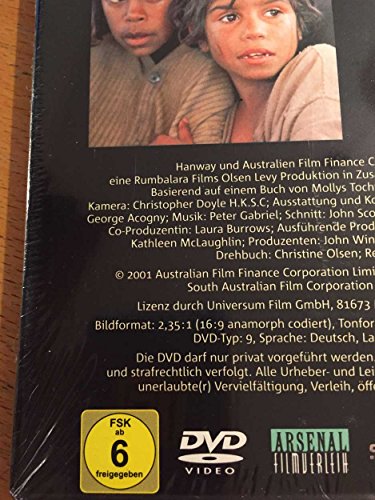 Hanway und Australien Film Finance C
eine Rumbalara Films Olsen Levy Produktion in Zusa
Basierend auf einem Buch von Mollys Toch
Kamera: Christopher Doyle H.K.S.C; Ausstattung und Ko
George Acogny; Musik: Peter Gabriel; Schnitt: John Sco
Co-Produzentin: Laura Burrows; Ausführende Prod
Kathleen McLaughlin; Produzenten: John Win
Drehbuch: Christine Olsen; Re
© 2001 Australian Film Finance Corporation Limi
South Australian Film Corporation
Lizenz durch Universum Film GmbH, 81673
Bildformat: 2,35:1 (16:9 anamorph codiert), Tonfor
DVD-Typ: 9, Sprache: Deutsch, La
Die DVD darf nur privat vorgeführt werden.
und strafrechtlich verfolgt. Alle Urheber- und Lei
unerlaubte(r) Vervielfältigung, Verleih, öff
FSK
ab
6
freigegeben
DVD
VIDEO
ARSENAL
FILMVERLEIH